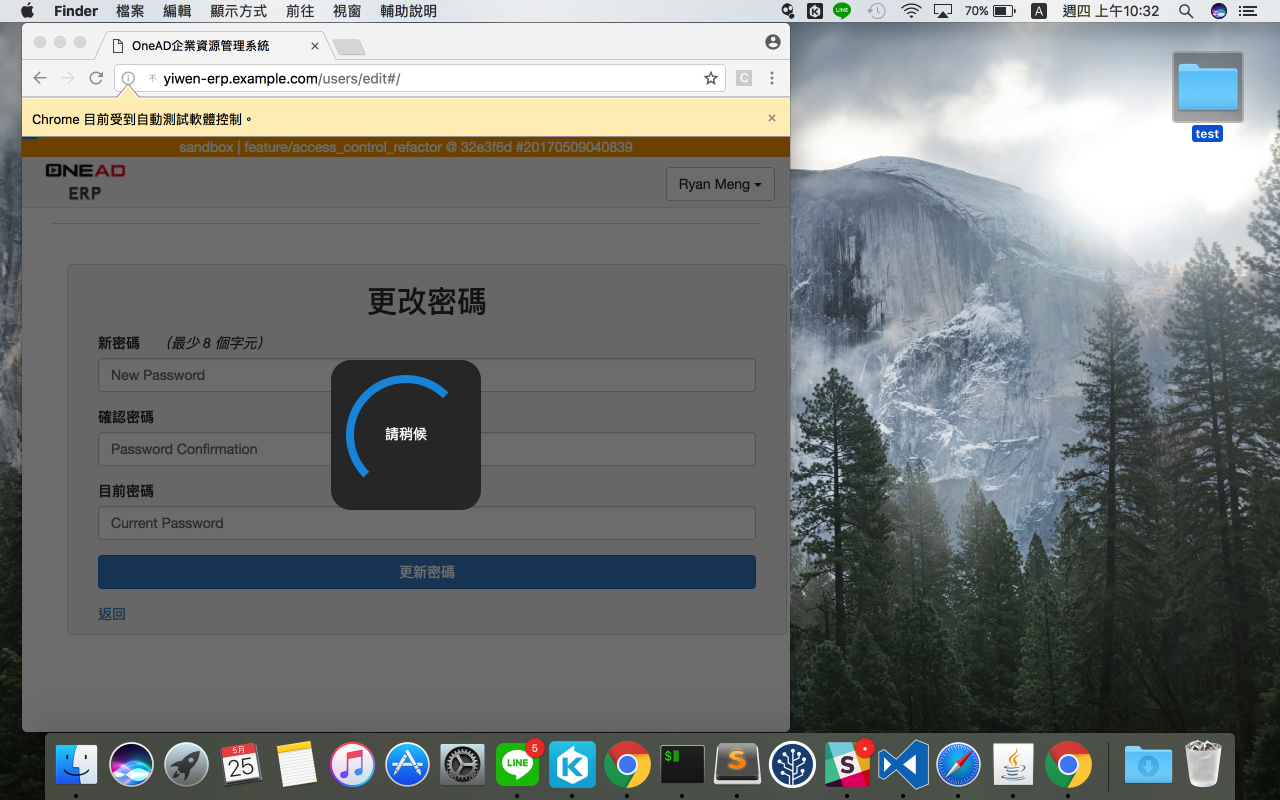 Finder 檔案 編輯 顯示方式 前往 視窗 輔助說明 LINE 70% A 週四 上午10:32
OneAD企業資源管理系統
yiwen-erp.example.com/users/edit#/
C
Chrome 目前受到自動測試軟體控制。
test
sandbox | feature/access_control_refactor @ 32e3f6d #20170509040839
ONEAD
ERP
Ryan Meng
更改密碼
新密碼 （最少 8 個字元）
New Password
確認密碼
請稍候
Password Confirmation
目前密碼
Current Password
更新密碼
返回
5月
25
LINE
5
$
S
S